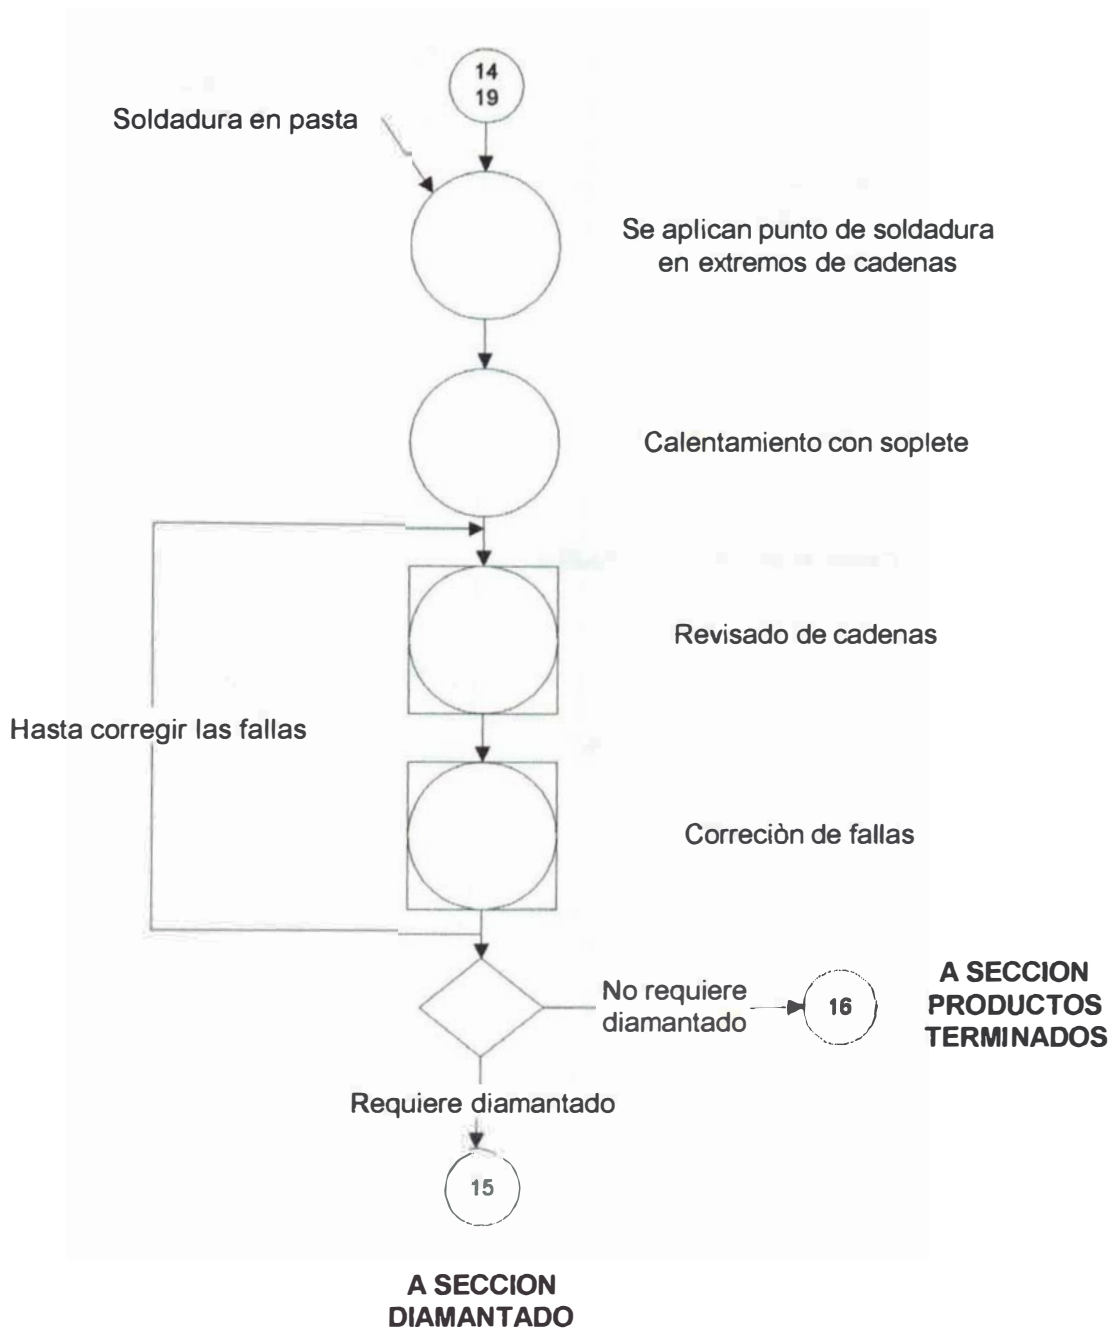 14
19
Soldadura en pasta
Se aplican punto de soldadura
en extremos de cadenas
Calentamiento con soplete
Revisado de cadenas
Hasta corregir las fallas
Correciòn de fallas
No requiere
diamantado
16
A SECCION
PRODUCTOS
TERMINADOS
Requiere diamantado
15
A SECCION
DIAMANTADO